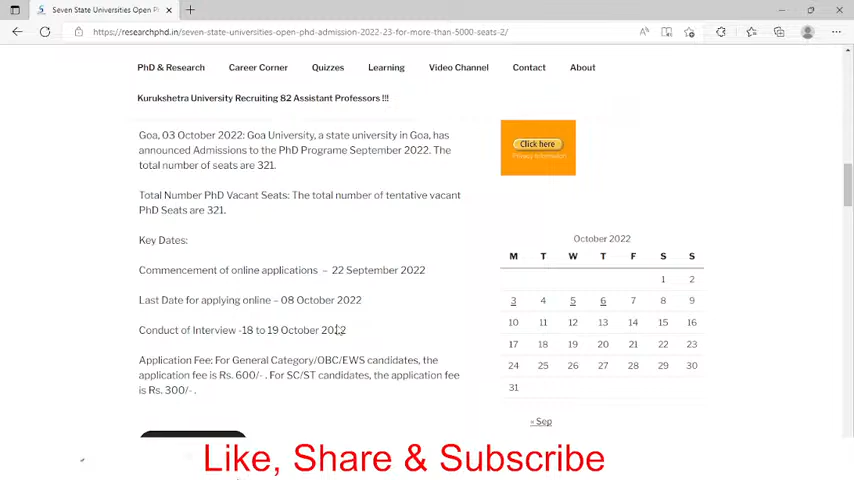 Seven State Universities Open P
https://researchphd.in/seven-state-universities-open-phd-admission-2022-23-for-more-than-5000-seats-2/
PhD & Research Career Corner Quizzes Learning Video Channel Contact About
Kurukshetra University Recruiting 82 Assistant Professors !!!
Goa, 03 October 2022: Goa University, a state university in Goa, has
announced Admissions to the PhD Programe September 2022. The
total number of seats are 321.
Total Number PhD Vacant Seats: The total number of tentative vacant
PhD Seats are 321.
Key Dates:
Commencement of online applications – 22 September 2022
Last Date for applying online – 08 October 2022
Conduct of Interview -18 to 19 October 2022
Application Fee: For General Category/OBC/EWS candidates, the
application fee is Rs. 600/- . For SC/ST candidates, the application
fee is Rs. 300/- .
Click here
Privacy Information
October 2022
M T W T F S S
1 2
3 4 5 6 7 8 9
10 11 12 13 14 15 16
17 18 19 20 21 22 23
24 25 26 27 28 29 30
31
« Sep
Like, Share & Subscribe